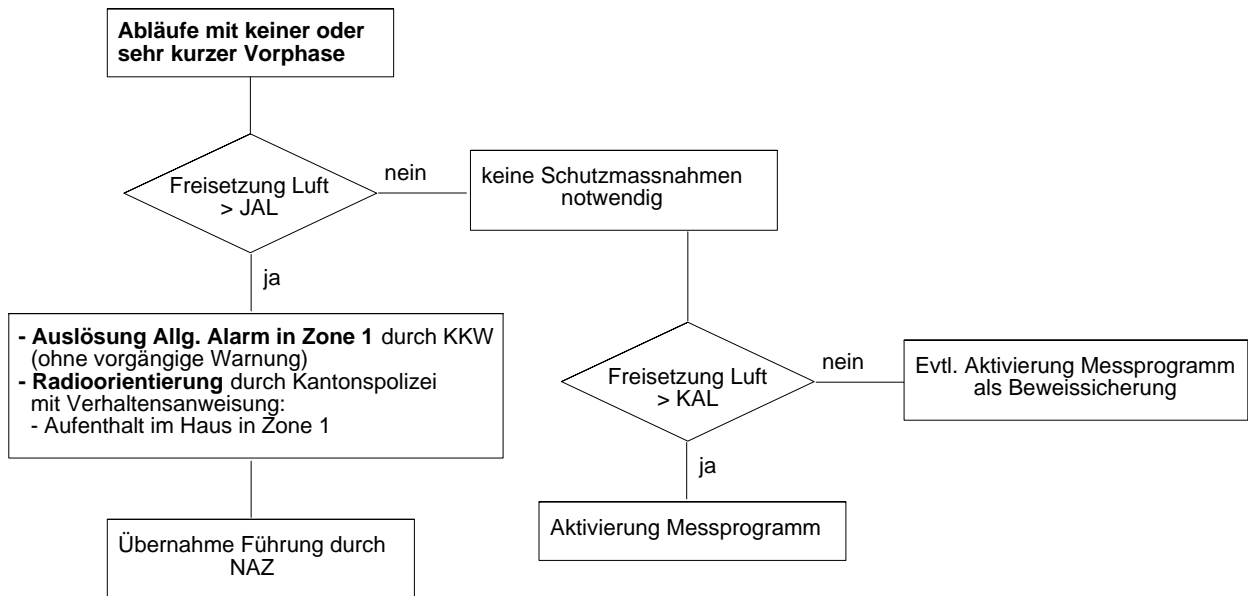 Abläufe mit keiner oder
sehr kurzer Vorphase
Freisetzung Luft
> JAL
nein
keine Schutzmassnahmen
notwendig
ja
- Auslösung Allg. Alarm in Zone 1 durch KKW
(ohne vorgängige Warnung)
- Radioorientierung durch Kantonspolizei
mit Verhaltensanweisung:
- Aufenthalt im Haus in Zone 1
Freisetzung Luft
> KAL
nein
Evtl. Aktivierung Messprogramm
als Beweissicherung
ja
Aktivierung Messprogramm
Übernahme Führung durch
NAZ